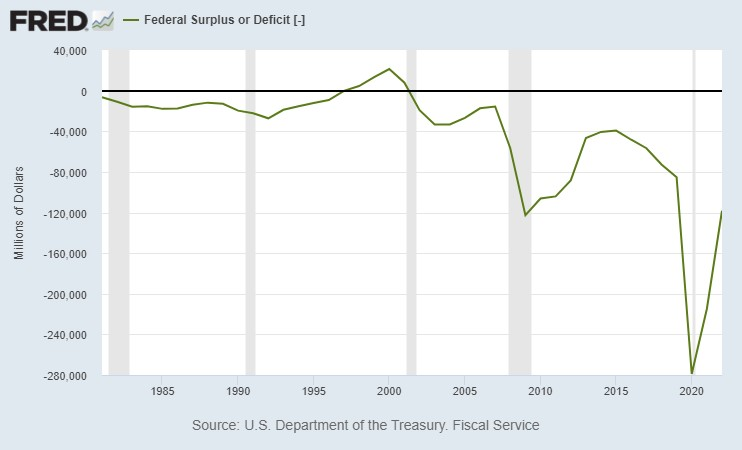 FRED
Federal Surplus or Deficit [-]
40,000
0
-40,000
-80,000
-120,000
-160,000
-200,000
-240,000
-280,000
Millions of Dollars
1985 1990 1995 2000 2005 2010 2015 2020
Source: U.S. Department of the Treasury. Fiscal Service